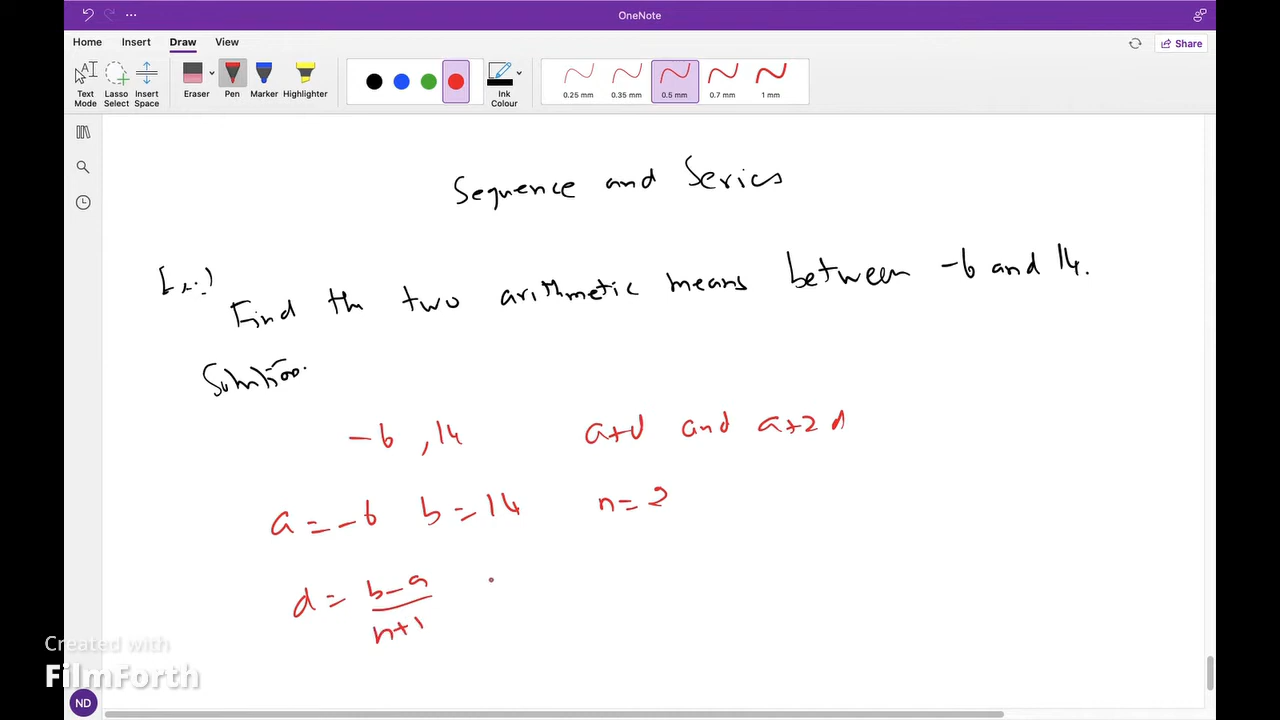 OneNote
Home Insert Draw View
Share
Text Mode Lasso Select Insert Space Eraser Pen Marker Highlighter Ink Colour 0.25 mm 0.35 mm 0.5 mm 0.7 mm 1 mm
Sequence and Series
Ex:
Find the two arithmetic means between -6 and 14.
Solution.
-6 , 14 a+d and a+2d
a = -6 b = 14 n = 2
d = (b-a)/(n+1)
Created with
FilmForth
ND